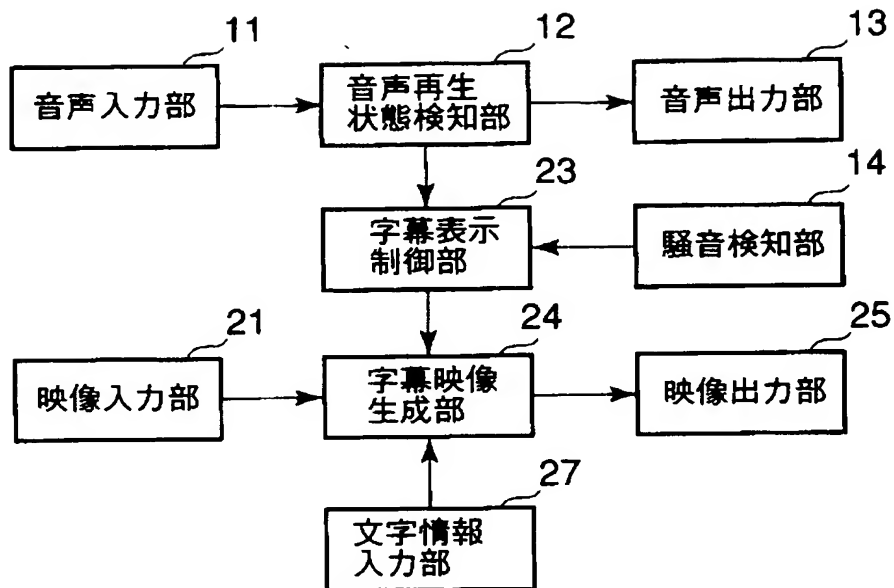 11
12
13
音声入力部
音声再生
状態検知部
音声出力部
23
14
字幕表示
制御部
騒音検知部
21
24
25
映像入力部
字幕映像
生成部
映像出力部
27
文字情報
入力部